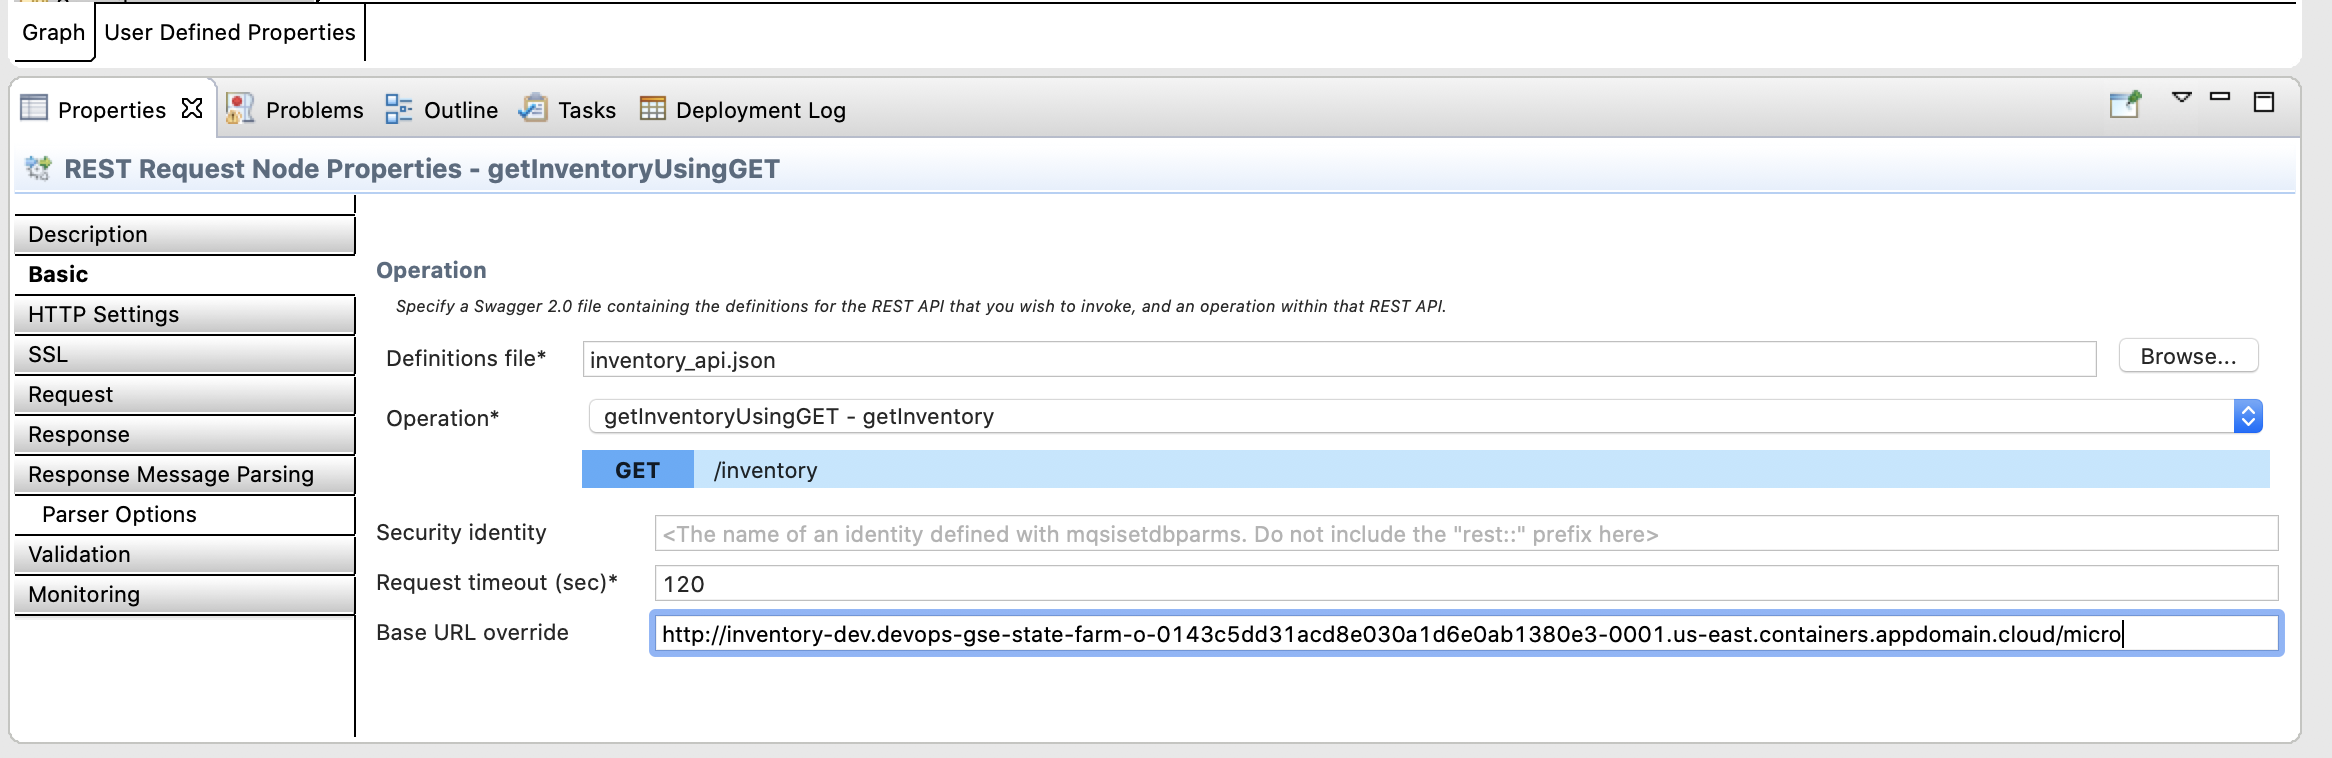 Graph User Defined Properties
Properties Problems Outline Tasks Deployment Log
REST Request Node Properties - getInventoryUsingGET
Description
Basic
HTTP Settings
SSL
Request
Response
Response Message Parsing
Parser Options
Validation
Monitoring
Operation
Specify a Swagger 2.0 file containing the definitions for the REST API that you wish to invoke, and an operation within that REST API.
Definitions file* inventory_api.json Browse...
Operation* getInventoryUsingGET - getInventory
GET /inventory
Security identity <The name of an identity defined with mqsisetdbparms. Do not include the "rest::" prefix here>
Request timeout (sec)* 120
Base URL override http://inventory-dev.devops-gse-state-farm-o-0143c5dd31acd8e030a1d6e0ab1380e3-0001.us-east.containers.appdomain.cloud/micro